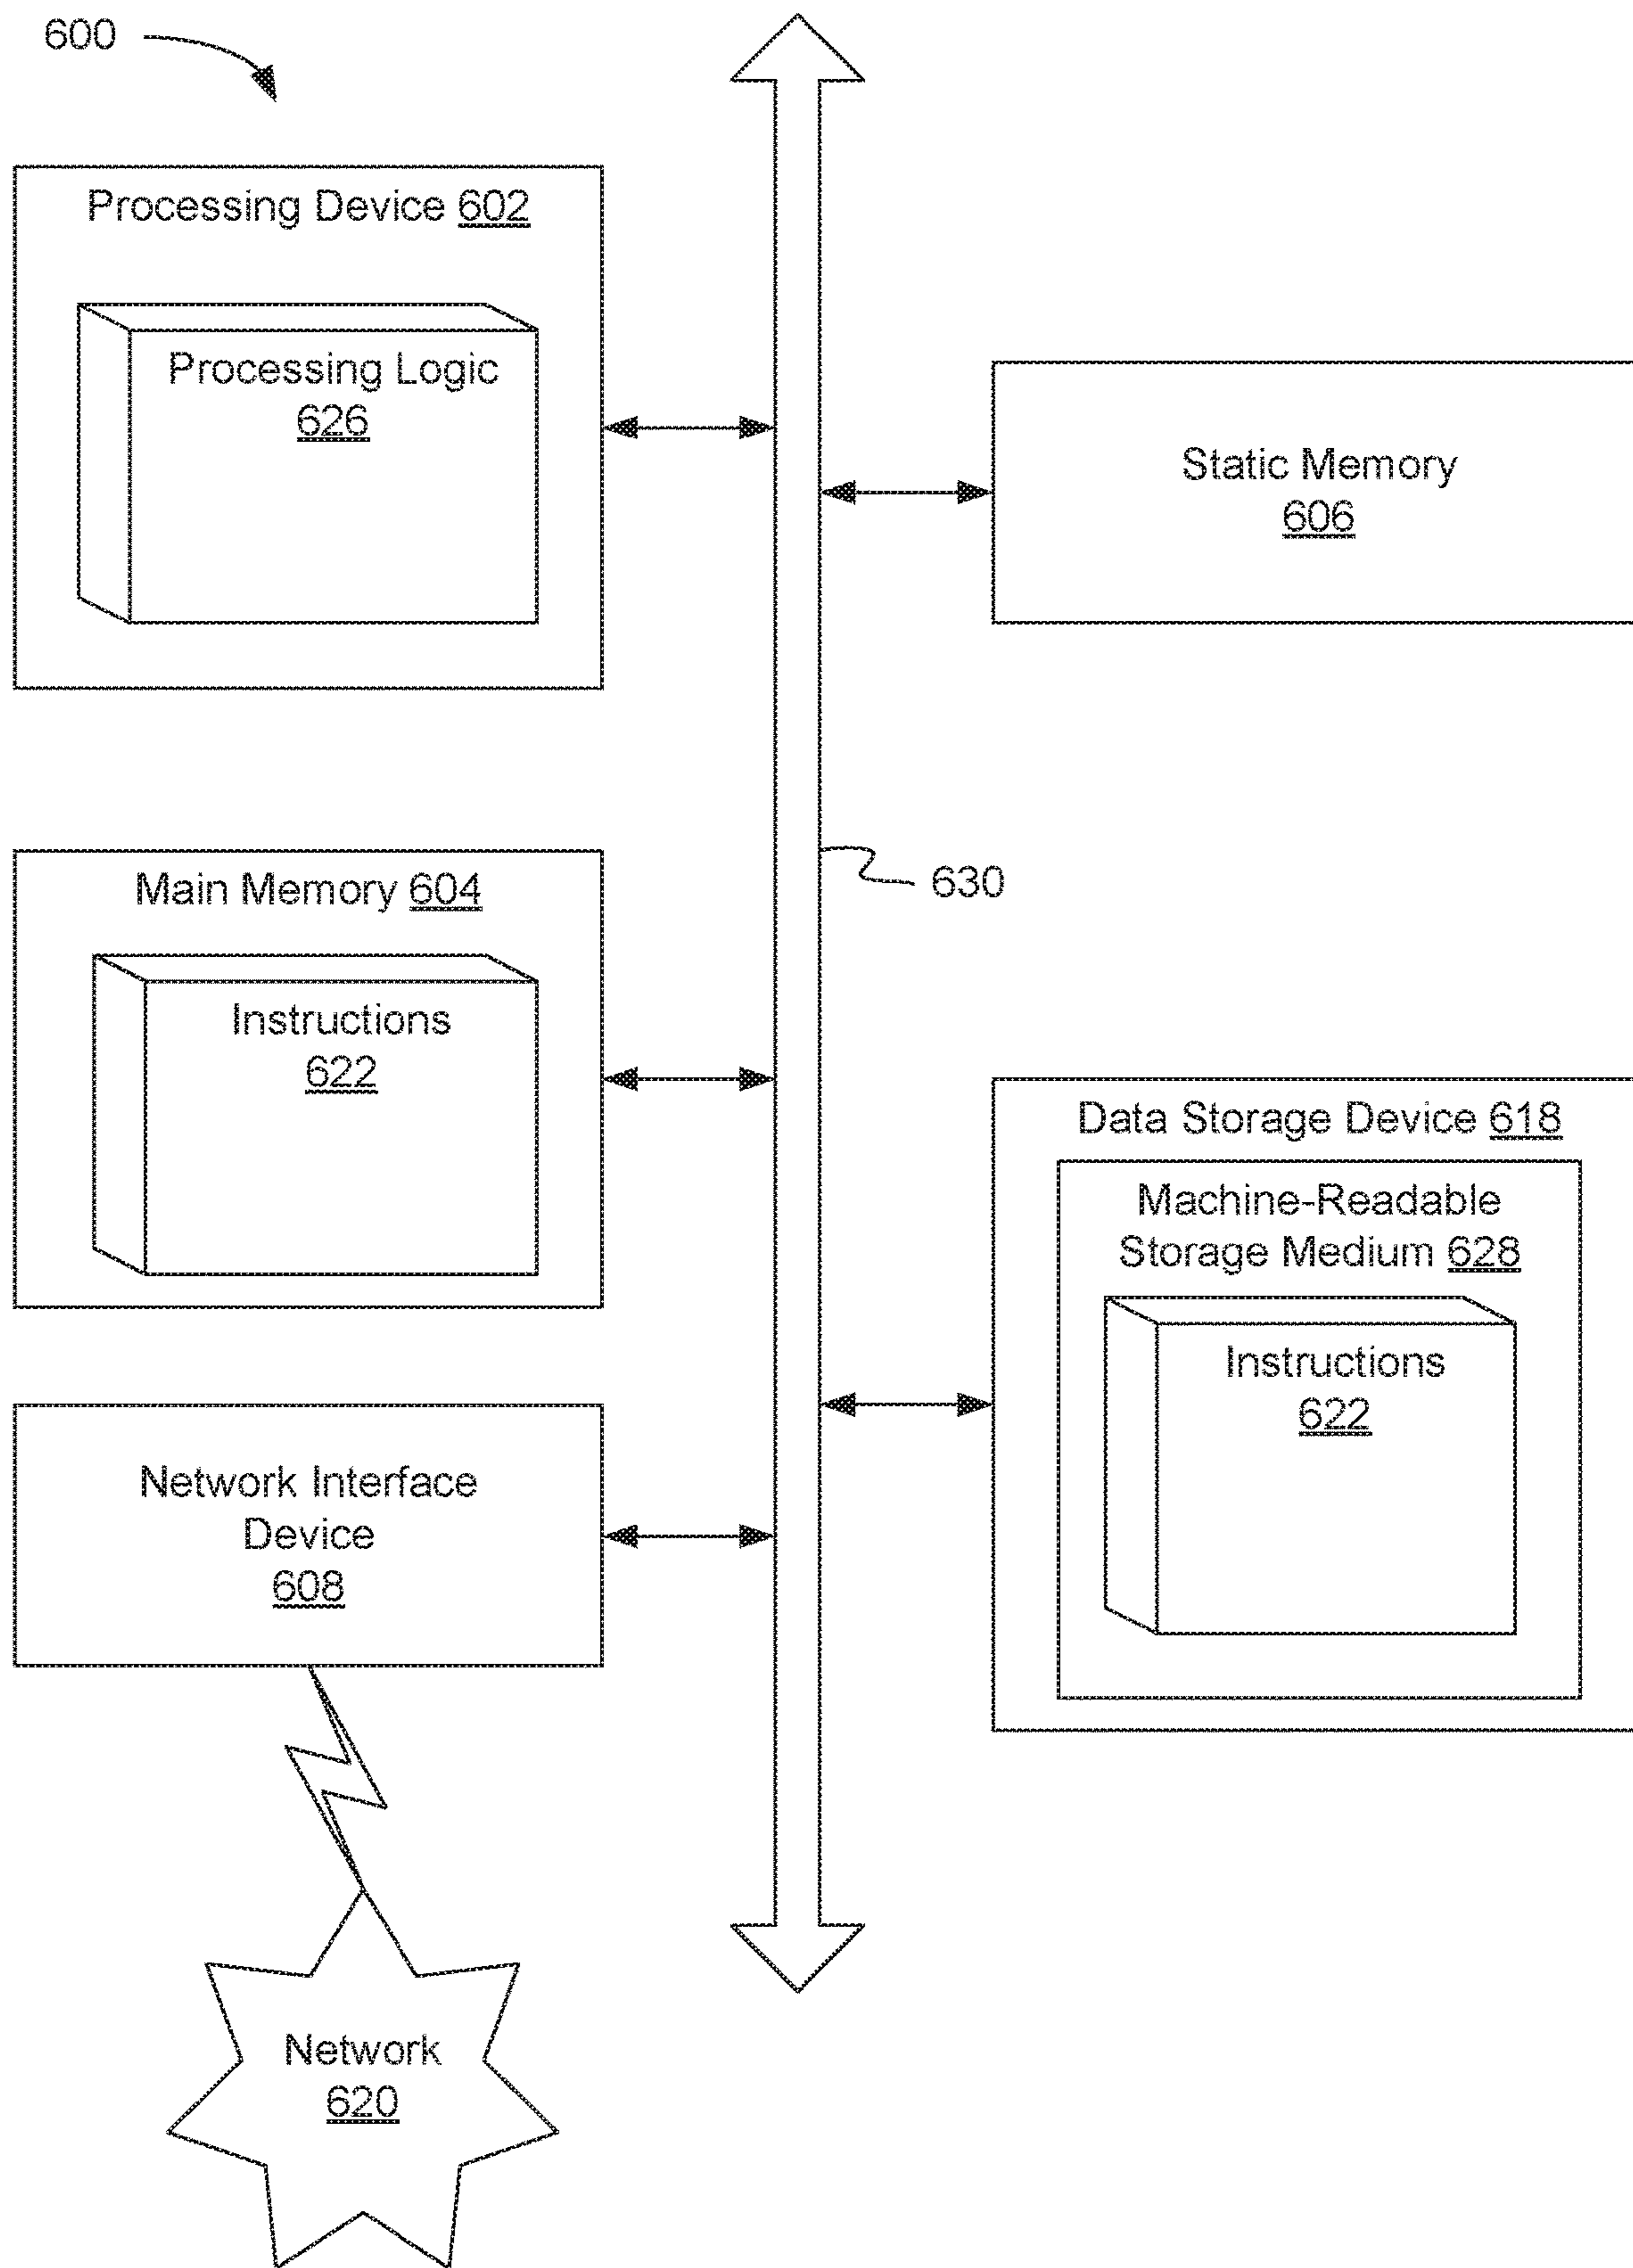 600
Processing Device 602
Processing Logic
626
Static Memory
606
Main Memory 604
630
Instructions
622
Data Storage Device 618
Machine-Readable
Storage Medium 628
Instructions
622
Network Interface
Device
608
Network
620